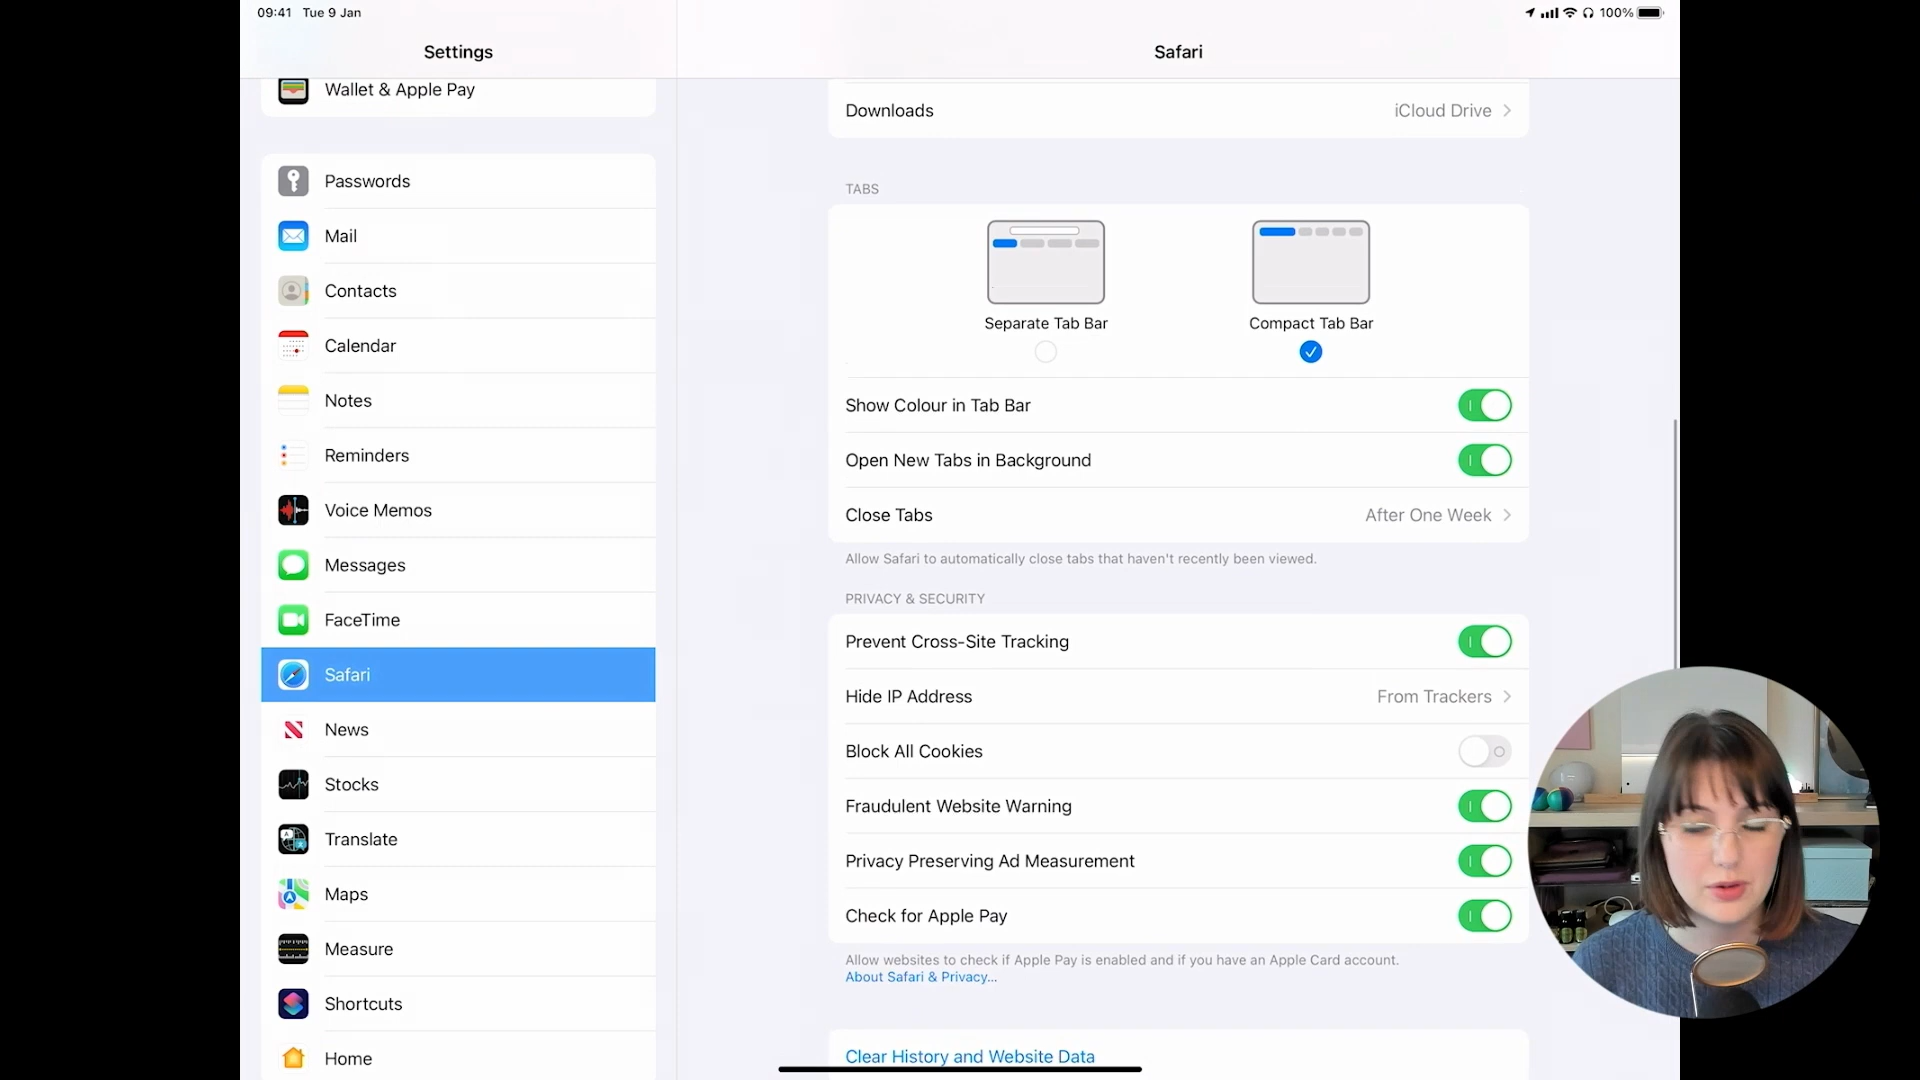 09:41 Tue 9 Jan
100%
Settings
Wallet & Apple Pay
Passwords
Mail
Contacts
Calendar
Notes
Reminders
Voice Memos
Messages
FaceTime
Safari
News
Stocks
Translate
Maps
Measure
Shortcuts
Home
Safari
Downloads iCloud Drive
TABS
Separate Tab Bar Compact Tab Bar
Show Colour in Tab Bar
Open New Tabs in Background
Close Tabs After One Week
Allow Safari to automatically close tabs that haven't recently been viewed.
PRIVACY & SECURITY
Prevent Cross-Site Tracking
Hide IP Address From Trackers
Block All Cookies
Fraudulent Website Warning
Privacy Preserving Ad Measurement
Check for Apple Pay
Allow websites to check if Apple Pay is enabled and if you have an Apple Card account.
About Safari & Privacy...
Clear History and Website Data